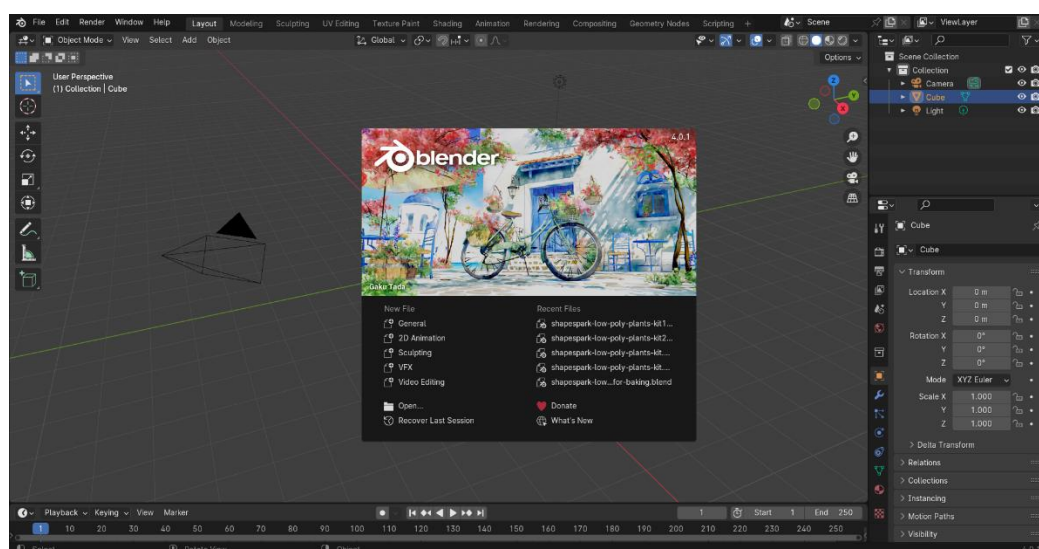 File Edit Render Window Help Layout Modeling Sculpting UV Editing Texture Paint Shading Animation Rendering Compositing Geometry Nodes Scripting + Scene ViewLayer
Object Mode View Select Add Object Global
Options
User Perspective
(1) Collection | Cube
Scene Collection
Collection
Camera
Cube
Light
4.0.1
blender
Gaku Tada
New File
General
2D Animation
Sculpting
VFX
Video Editing
Open...
Recover Last Session
Recent Files
shapespark-low-poly-plants-kit1...
shapespark-low-poly-plants-kit2...
shapespark-low-poly-plants-kit....
shapespark-low-poly-plants-kit....
shapespark-low...for-baking.blend
Donate
What's New
Cube
Cube
Transform
Location X 0 m
Y 0 m
Z 0 m
Rotation X 0°
Y 0°
Z 0°
Mode XYZ Euler
Scale X 1.000
Y 1.000
Z 1.000
Delta Transform
Relations
Collections
Instancing
Motion Paths
Visibility
Playback Keying View Marker 1 Start 1 End 250
1 10 20 30 40 50 60 70 80 90 100 110 120 130 140 150 160 170 180 190 200 210 220 230 240 250